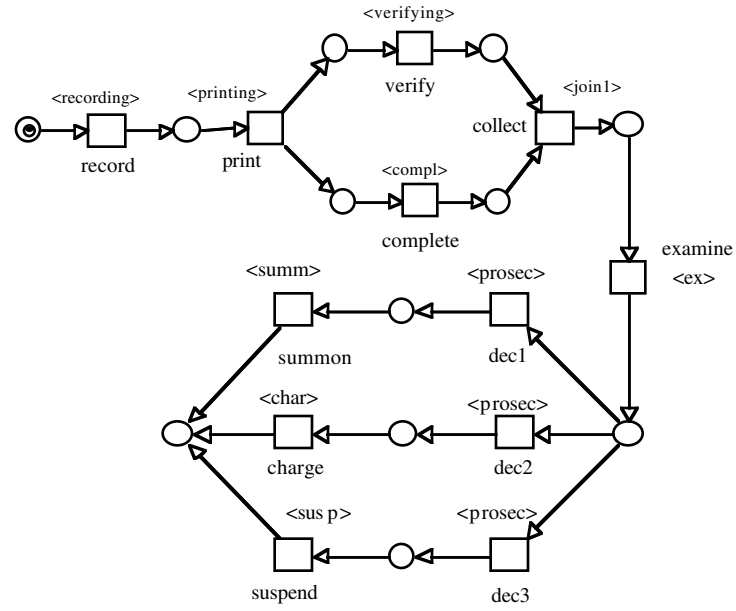 <verifying>
verify
<recording>
<printing>
<join1>
record
print
collect
<compl>
complete
examine
<ex>
<summ>
<prosec>
summon
dec1
<char>
<prosec>
charge
dec2
<sus p>
<prosec>
suspend
dec3